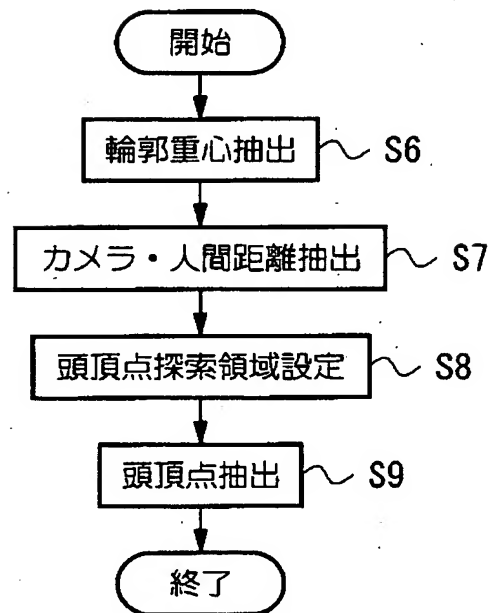 開始
輪郭重心抽出 S6
カメラ・人間距離抽出 S7
頭頂点探索領域設定 S8
頭頂点抽出 S9
終了